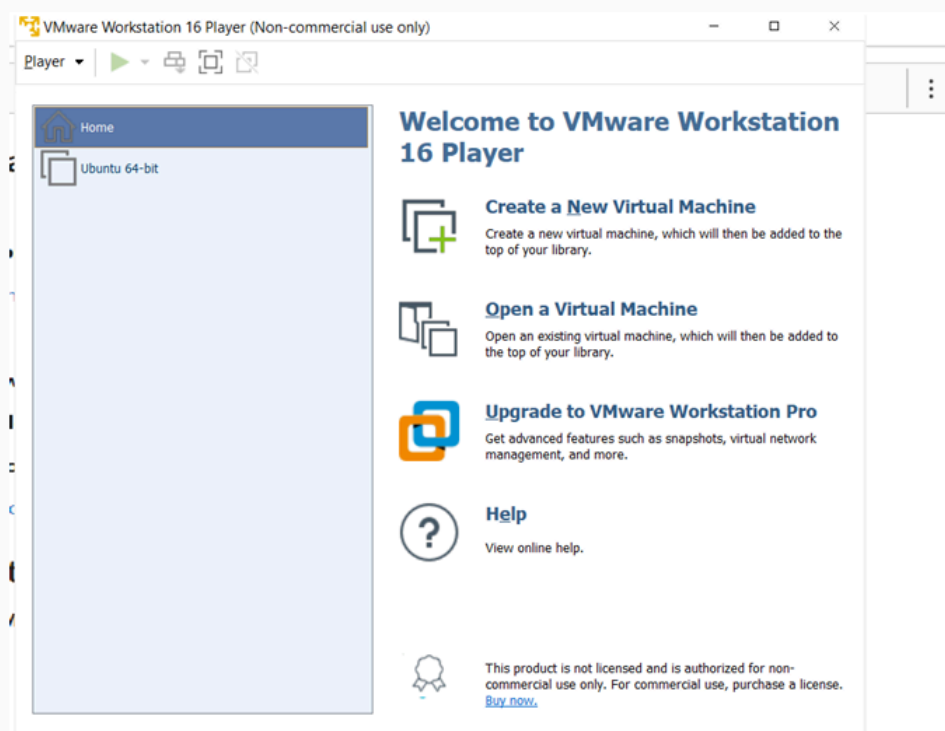 VMware Workstation 16 Player (Non-commercial use only)
Player
Home
Ubuntu 64-bit
Welcome to VMware Workstation
16 Player
Create a New Virtual Machine
Create a new virtual machine, which will then be added to the
top of your library.
Open a Virtual Machine
Open an existing virtual machine, which will then be added to
the top of your library.
Upgrade to VMware Workstation Pro
Get advanced features such as snapshots, virtual network
management, and more.
Help
View online help.
This product is not licensed and is authorized for non-
commercial use only. For commercial use, purchase a license.
Buy now.